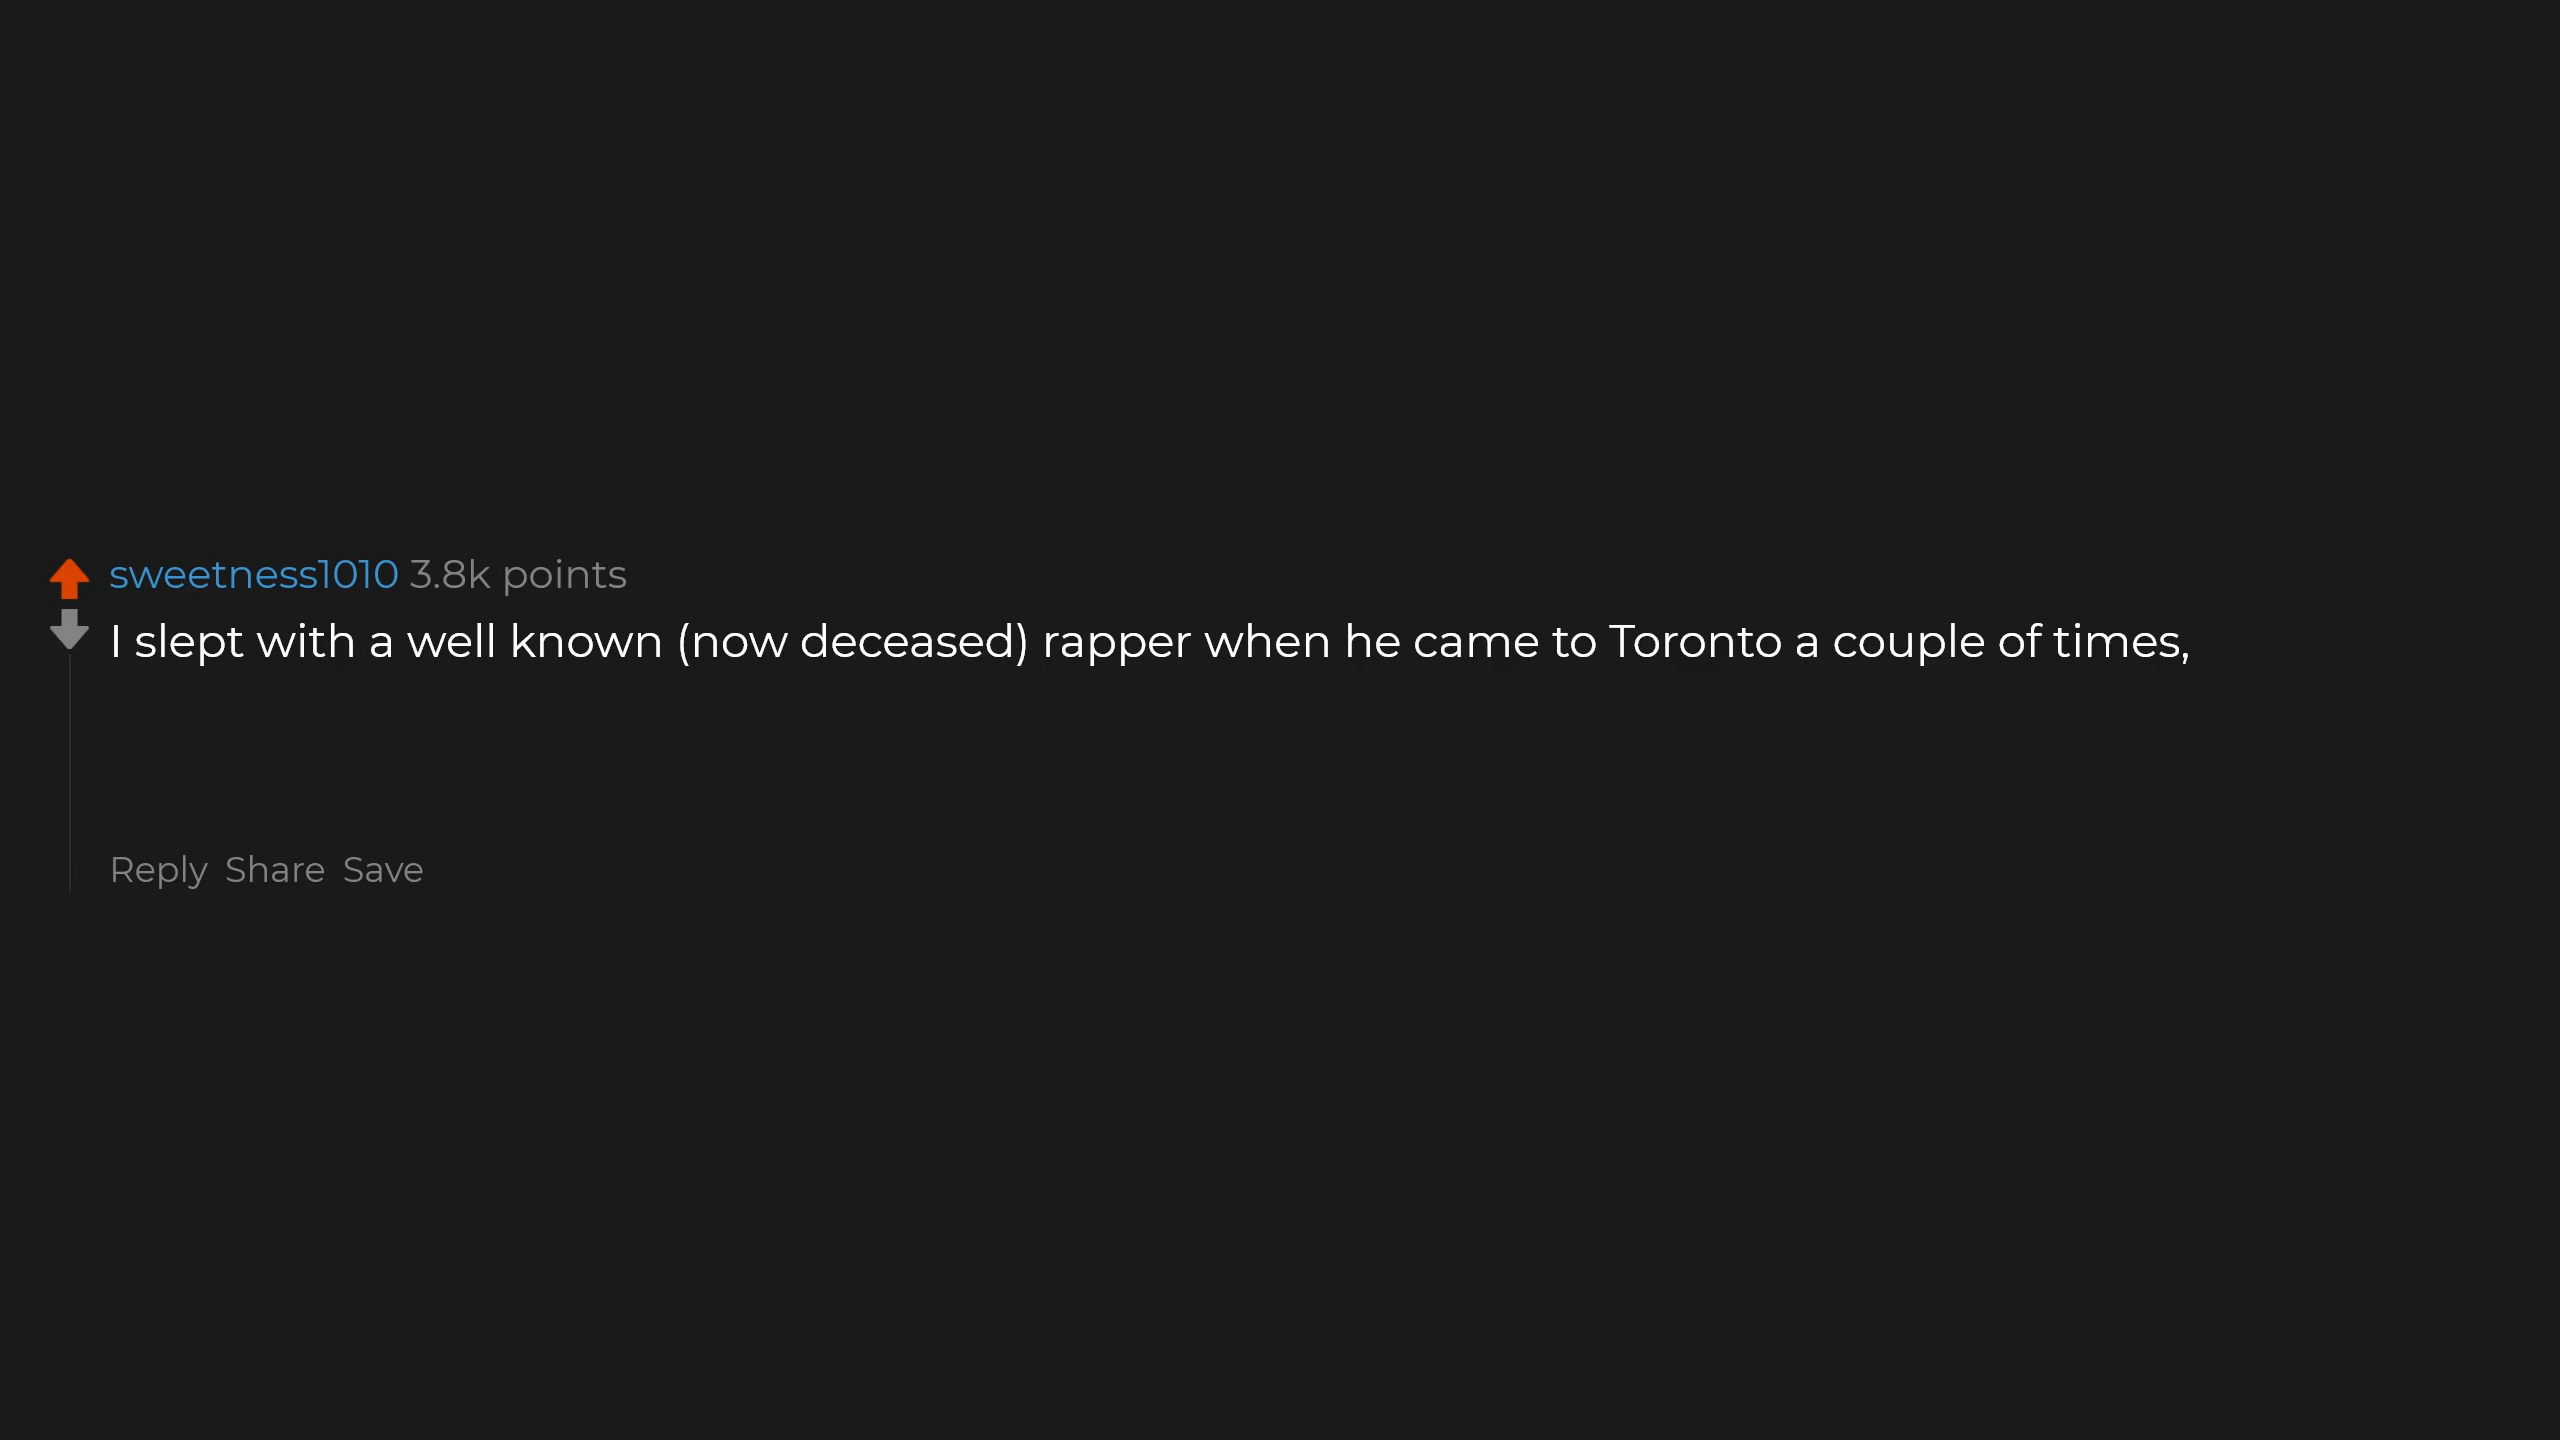 sweetness1010 3.8k points
I slept with a well known (now deceased) rapper when he came to Toronto a couple of times,
Reply Share Save